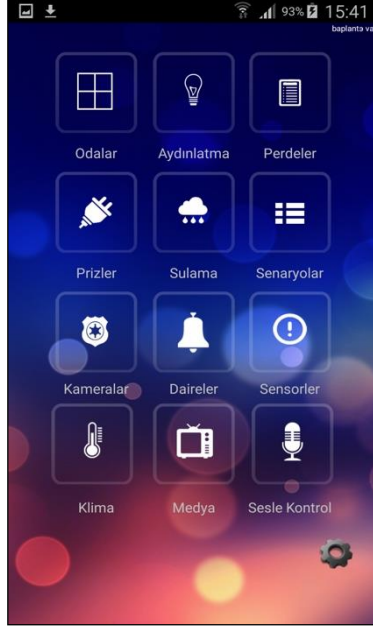 93% 15:41
Odalar Aydınlatma Perdeler
Prizler Sulama Senaryolar
Kameralar Daireler Sensorler
Klima Medya Sesle Kontrol